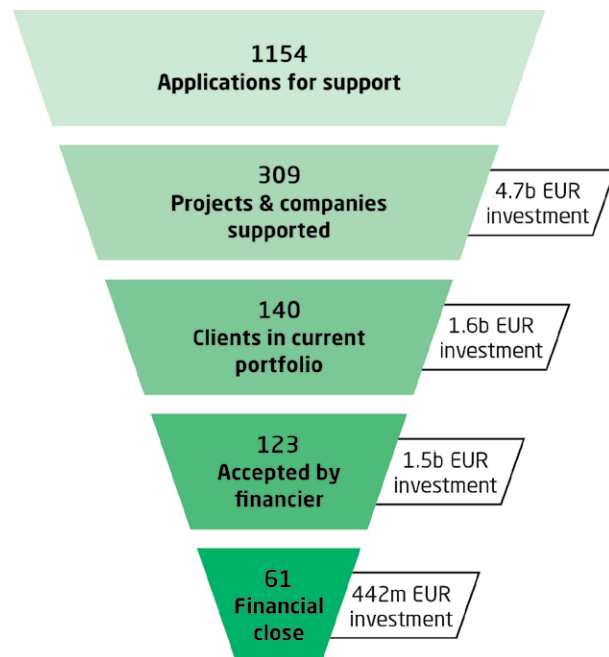 1154
Applications for support
309
Projects & companies
supported
4.7b EUR
investment
140
Clients in current
portfolio
1.6b EUR
investment
123
Accepted by
financier
1.5b EUR
investment
61
Financial
close
442m EUR
investment